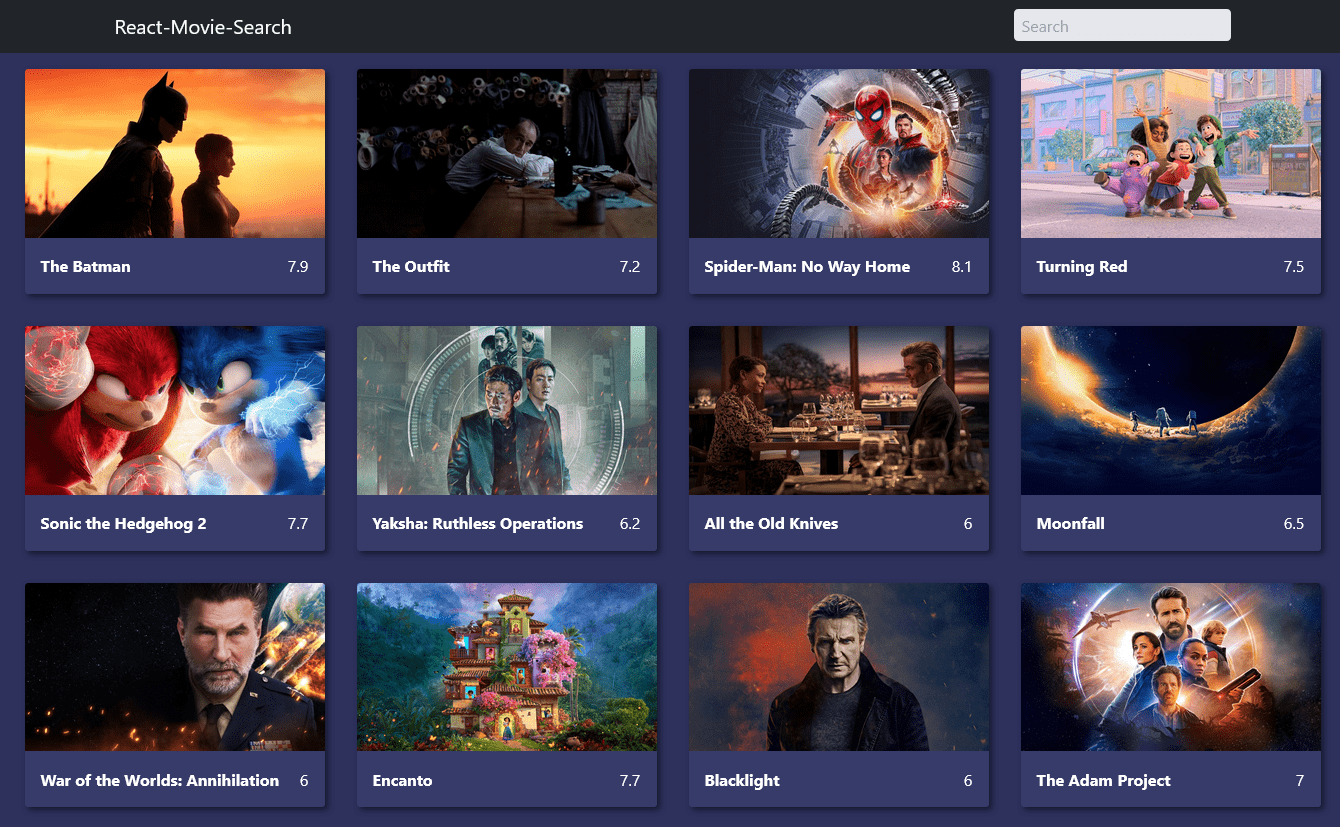 React-Movie-Search
Search
The Batman 7.9
The Outfit 7.2
Spider-Man: No Way Home 8.1
Turning Red 7.5
Sonic the Hedgehog 2 7.7
Yaksha: Ruthless Operations 6.2
All the Old Knives 6
Moonfall 6.5
War of the Worlds: Annihilation 6
Encanto 7.7
Blacklight 6
The Adam Project 7